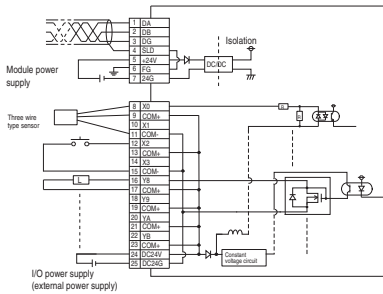 1 DA
2 DB
3 DG
4 SLD
5 +24V
6 FG
7 24G
Isolation
DC/DC
Module power
supply
Three wire
type sensor
8 X0
9 COM+
10 X1
11 COM-
12 X2
13 COM+
14 X3
15 COM-
16 Y8
17 COM+
18 Y9
19 COM+
20 YA
21 COM+
22 YB
23 COM+
24 DC24V
25 DC24G
L
R
R
Constant
voltage circuit
I/O power supply
(external power supply)